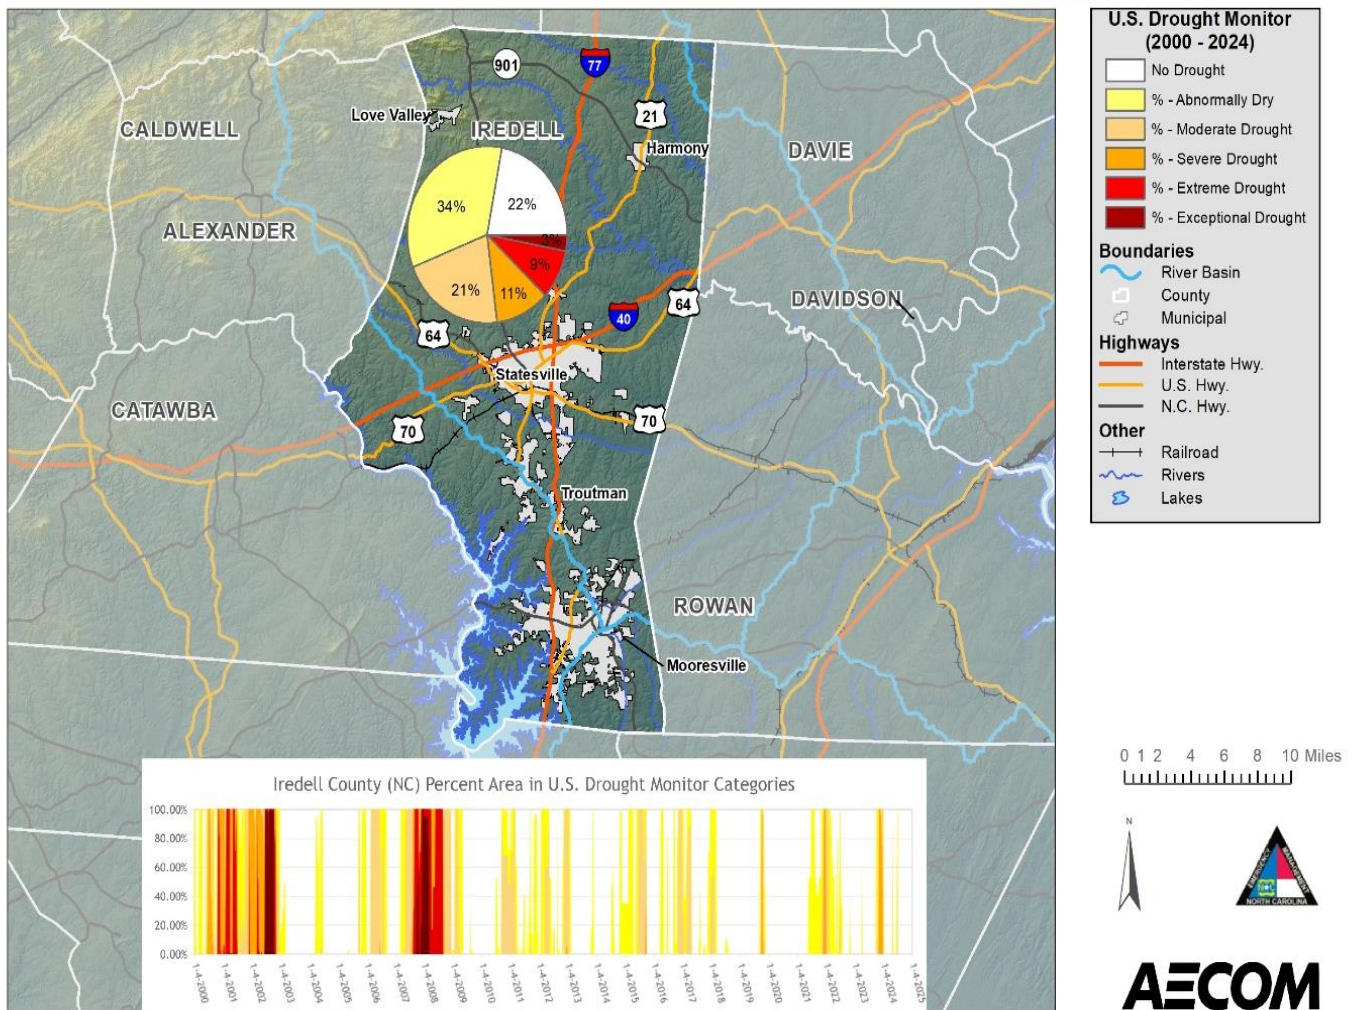 CALDWELL
Love Valley
901
IREDELL
77
21
Harmony
DAVIE
ALEXANDER
34%
22%
3%
9%
21%
11%
64
40
64
DAVIDSON
CATAWBA
Statesville
70
70
Troutman
ROWAN
Mooresville
U.S. Drought Monitor
(2000 - 2024)
No Drought
% - Abnormally Dry
% - Moderate Drought
% - Severe Drought
% - Extreme Drought
% - Exceptional Drought
Boundaries
River Basin
County
Municipal
Highways
Interstate Hwy.
U.S. Hwy.
N.C. Hwy.
Other
Railroad
Rivers
Lakes
0 1 2 4 6 8 10 Miles
N
EMERGENCY
MANAGEMENT
NORTH CAROLINA
AECOM
Iredell County (NC) Percent Area in U.S. Drought Monitor Categories
100.00%
80.00%
60.00%
40.00%
20.00%
0.00%
1-4-2000
1-4-2001
1-4-2002
1-4-2003
1-4-2004
1-4-2005
1-4-2006
1-4-2007
1-4-2008
1-4-2009
1-4-2010
1-4-2011
1-4-2012
1-4-2013
1-4-2014
1-4-2015
1-4-2016
1-4-2017
1-4-2018
1-4-2019
1-4-2020
1-4-2021
1-4-2022
1-4-2023
1-4-2024
1-4-2025